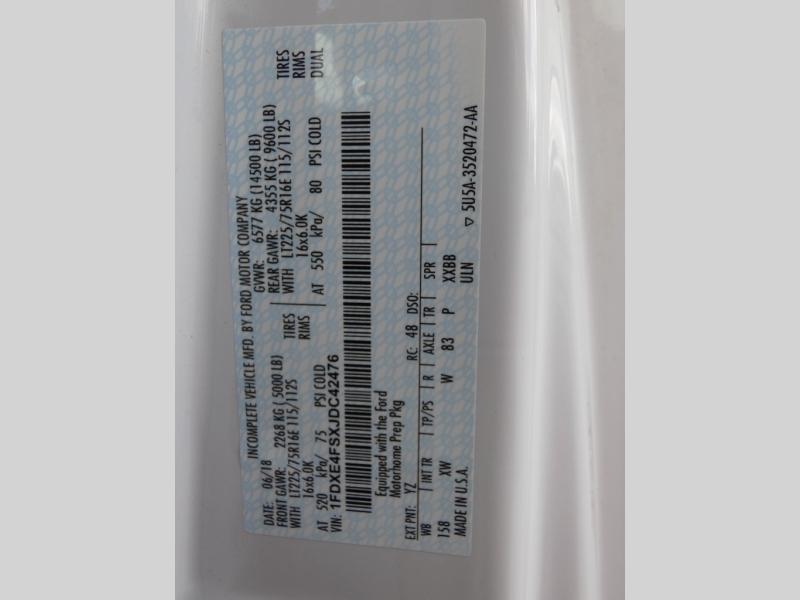 INCOMPLETE VEHICLE MFD. BY FORD MOTOR COMPANY
DATE: 06/18 GVWR: 6577 KG (14500 LB)
FRONT GAWR: 2268 KG ( 5000 LB) REAR GAWR: 4355 KG ( 9600 LB)
WITH LT225/75R16E 115/112S TIRES WITH LT225/75R16E 115/112S TIRES
16x6.0K RIMS 16x6.0K RIMS
AT 520 kPa/ 75 PSI COLD AT 550 kPa/ 80 PSI COLD DUAL
VIN: 1FDXE4FSXJDC42476
Equipped with the Ford
Motorhome Prep Pkg
EXT PNT: YZ RC: 48 DSO:
WB INT TR TP/PS R AXLE TR SPR
158 XW W 83 P XXBB
MADE IN U.S.A. ULN ▽ 5U5A-3520472-AA